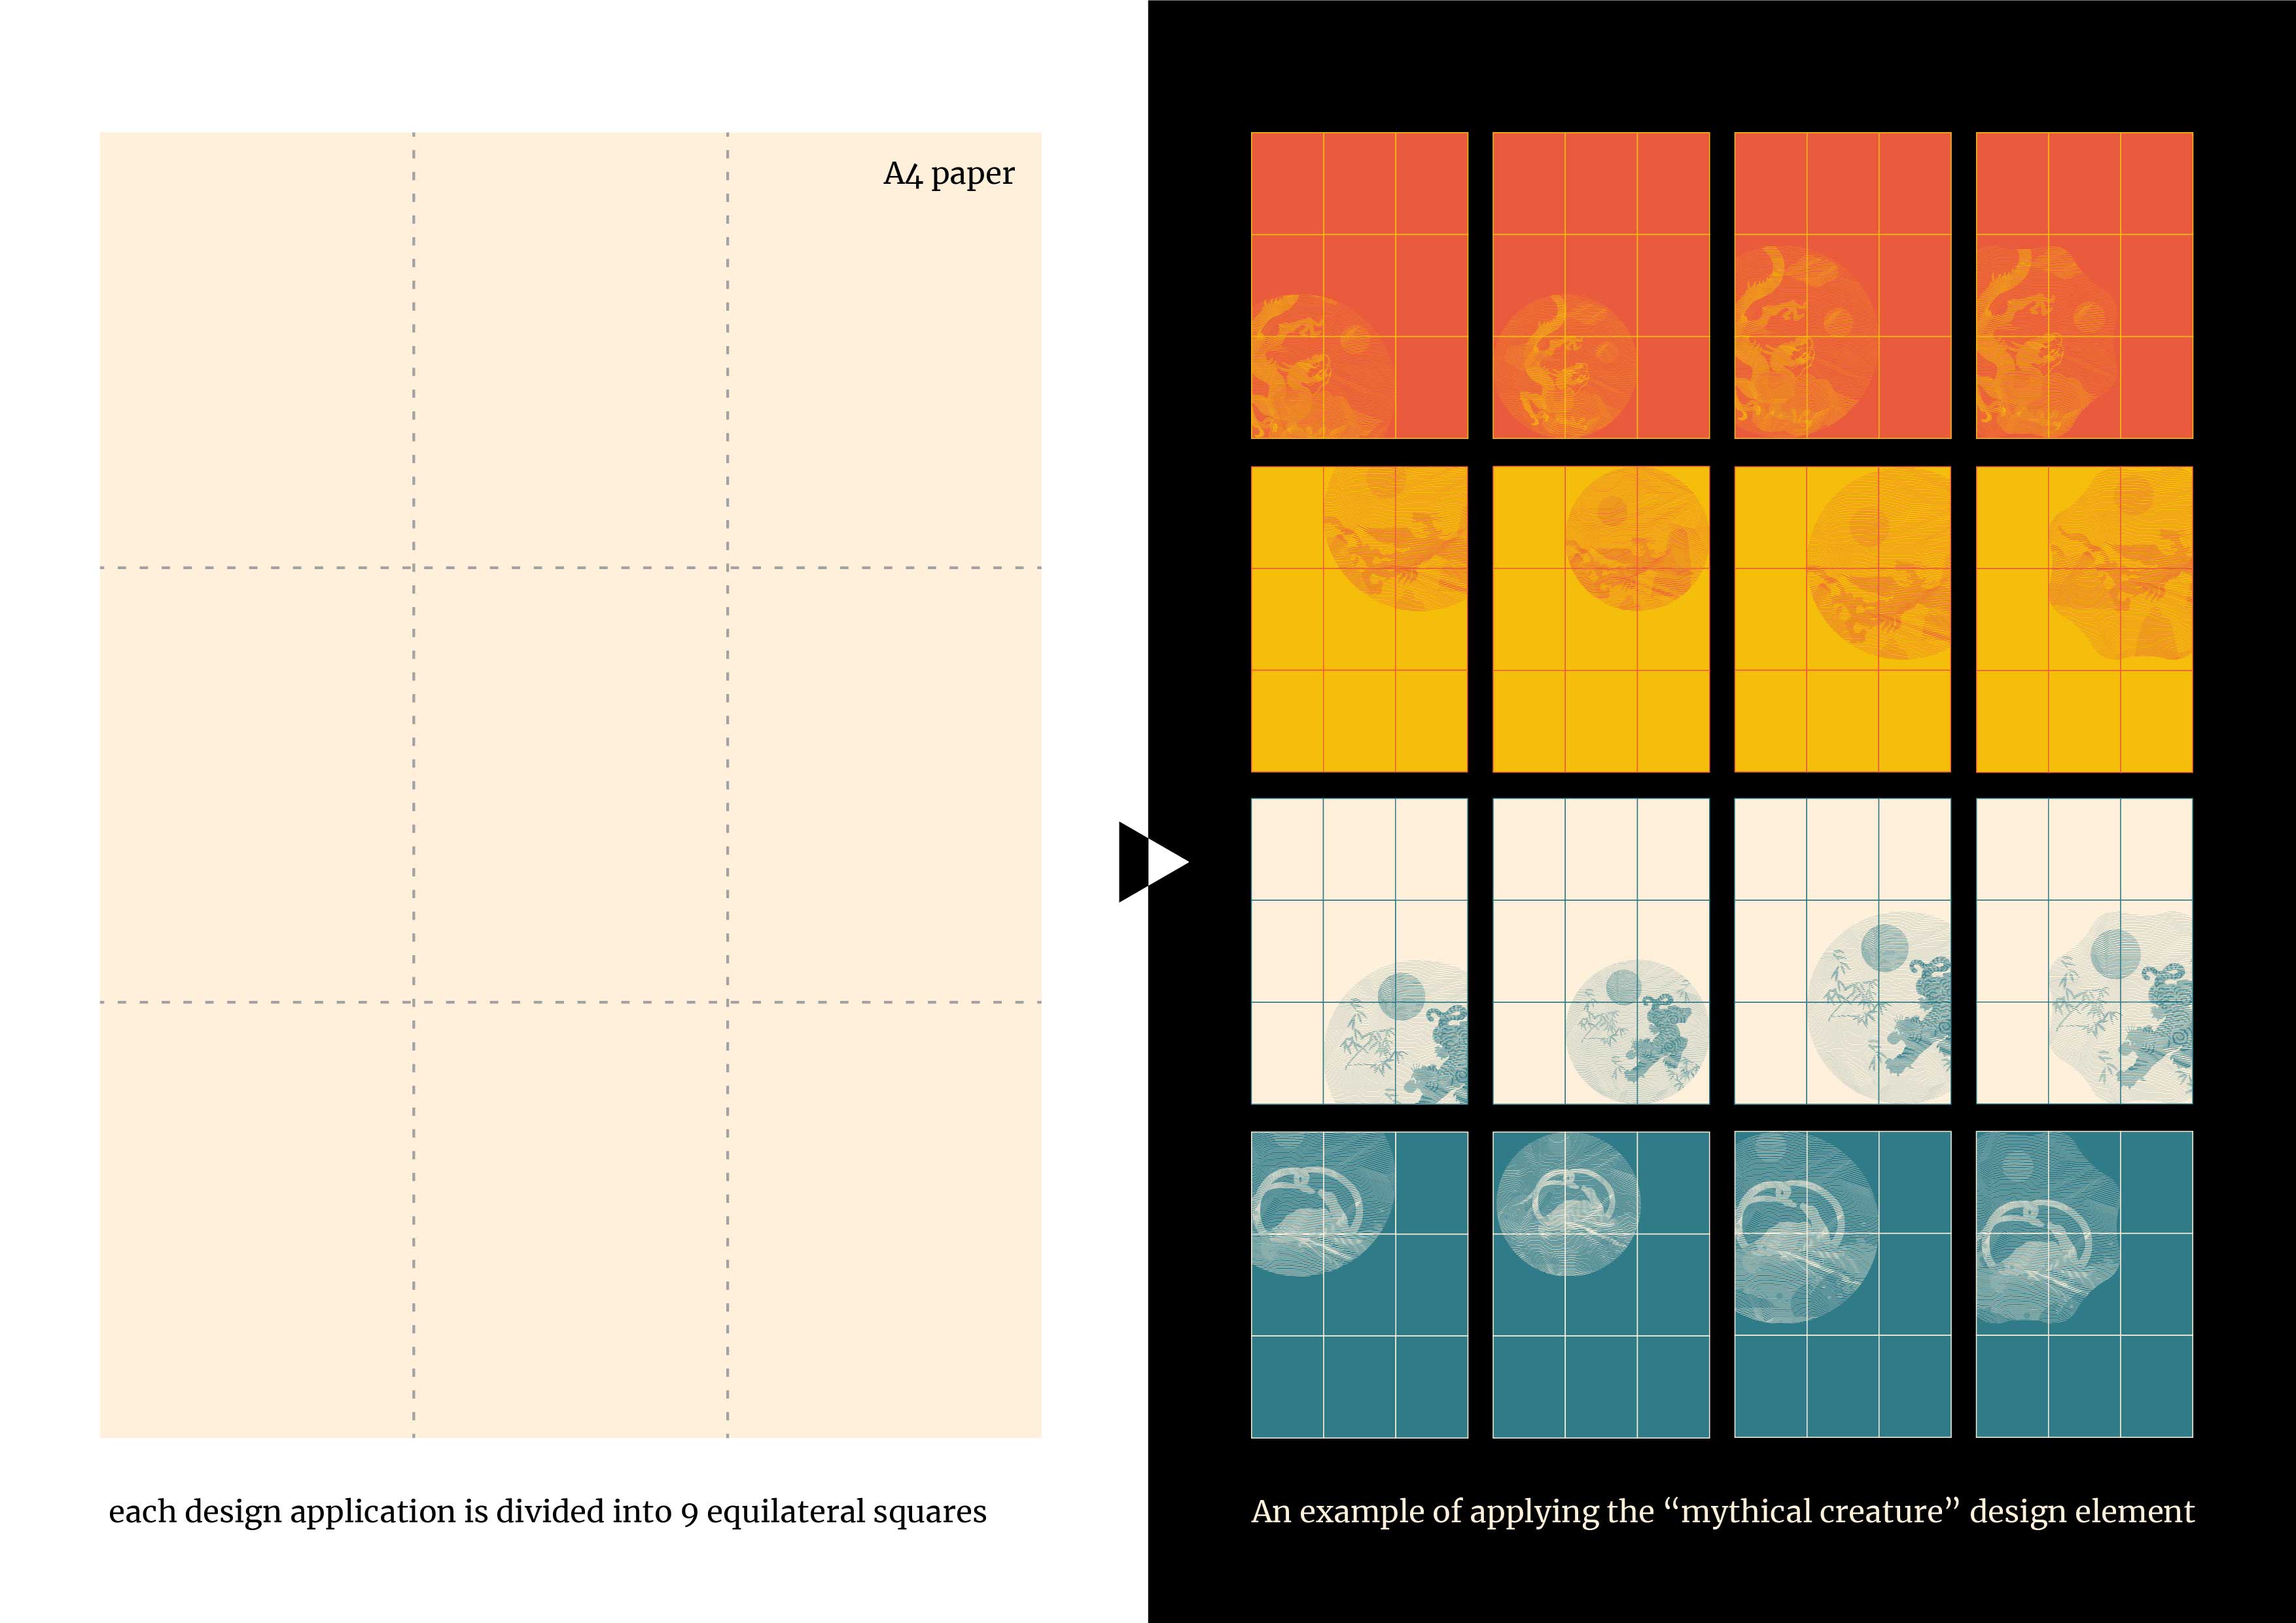 A4 paper
each design application is divided into 9 equilateral squares
An example of applying the “mythical creature” design element